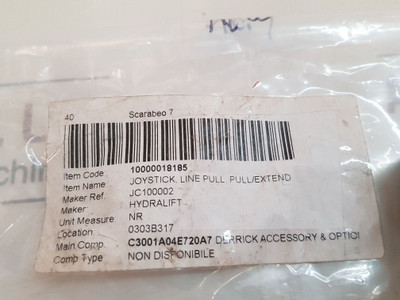 40 Scarabeo 7
Item Code 10000018185
Item Name JOYSTICK, LINE PULL, PULL/EXTEND
Maker Ref. JC100002
Maker HYDRALIFT
Unit Measure NR
Location 0303B317
Main Comp. C3001A04E720A7 DERRICK ACCESSORY & OPTIO
Comp Type NON DISPONIBILE